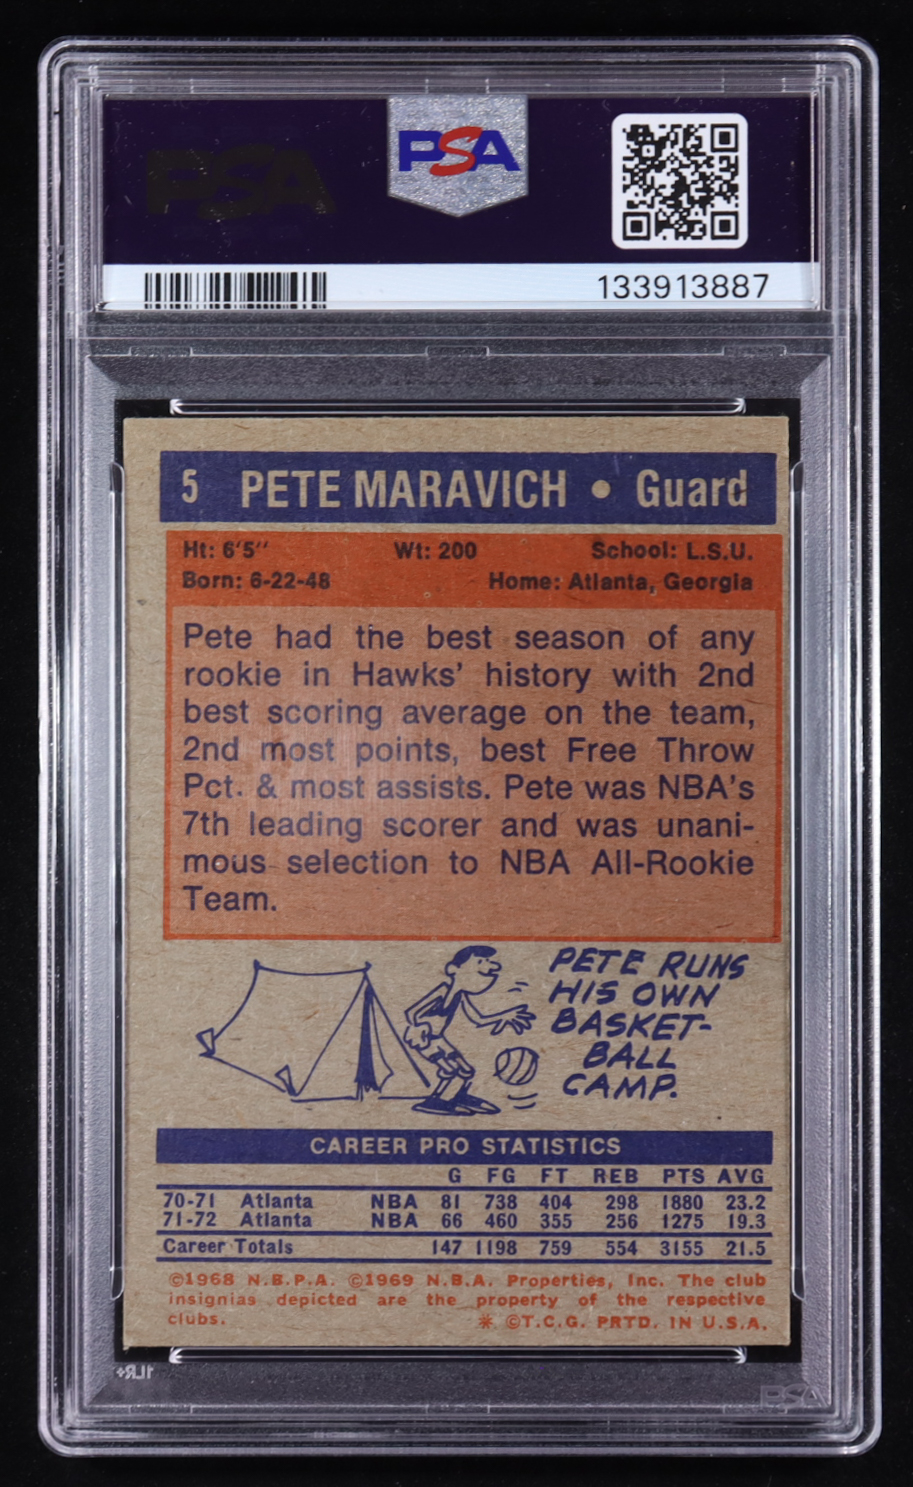 PSA
PSA
133913887
5 PETE MARAVICH • Guard
Ht: 6'5'' Wt: 200 School: L.S.U.
Born: 6-22-48 Home: Atlanta, Georgia
Pete had the best season of any
rookie in Hawks' history with 2nd
best scoring average on the team,
2nd most points, best Free Throw
Pct. & most assists. Pete was NBA's
7th leading scorer and was unani-
mous selection to NBA All-Rookie
Team.
PETE RUNS
HIS OWN
BASKET-
BALL
CAMP.
CAREER PRO STATISTICS
G FG FT REB PTS AVG
70-71 Atlanta NBA 81 738 404 298 1880 23.2
71-72 Atlanta NBA 66 460 355 256 1275 19.3
Career Totals 147 1198 759 554 3155 21.5
©1968 N.B.P.A. ©1969 N.B.A. Properties, Inc. The club
insignias depicted are the property of the respective
clubs. * ©T.C.G. PRTD. IN U.S.A.
PSA